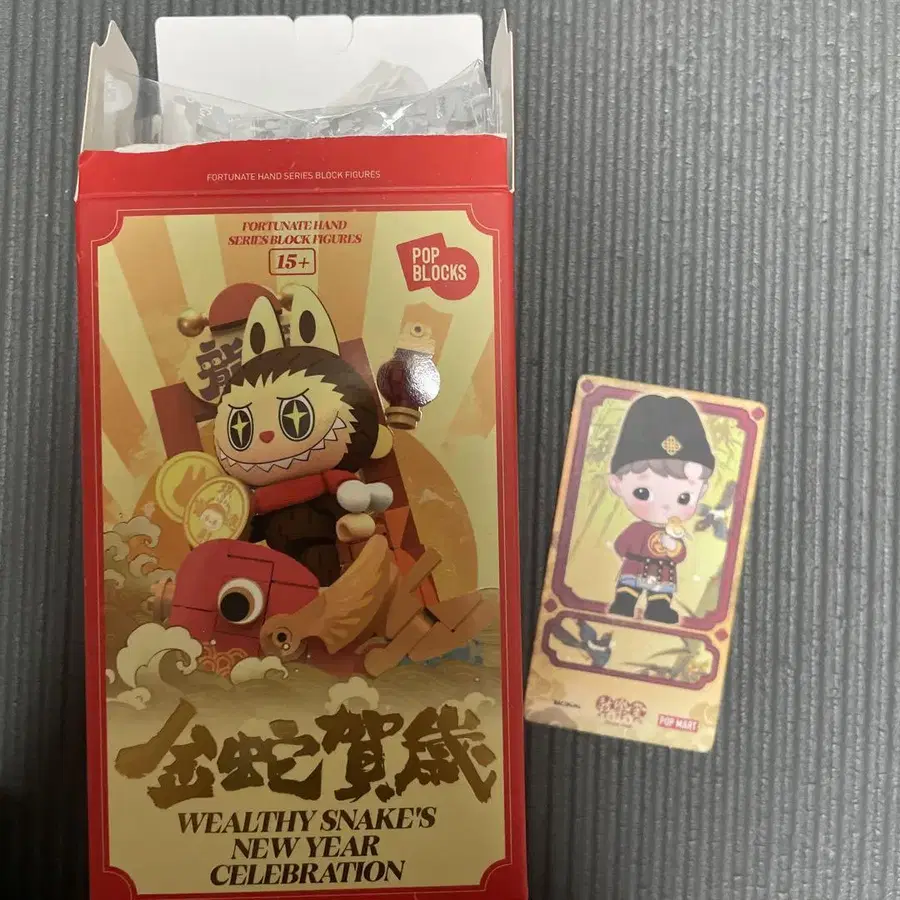 FORTUNATE HAND SERIES BLOCK FIGURES
FORTUNATE HAND
SERIES BLOCK FIGURES
15+
POP
BLOCKS
龍
金蛇賀歲
WEALTHY SNAKE'S
NEW YEAR
CELEBRATION
POP MART